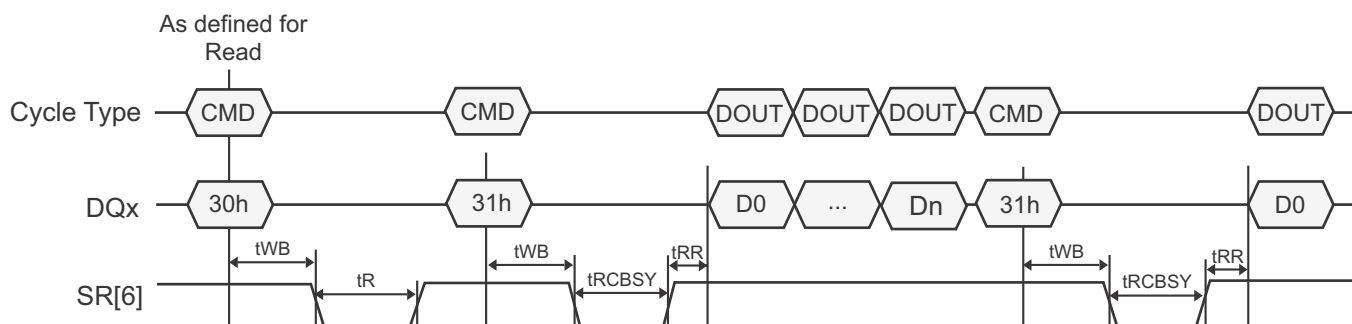 As defined for
Read
Cycle Type CMD CMD DOUT DOUT DOUT CMD DOUT
DQx 30h 31h D0 ... Dn 31h D0
tWB tR tWB tRCBSY tRR tWB tRCBSY tRR
SR[6]